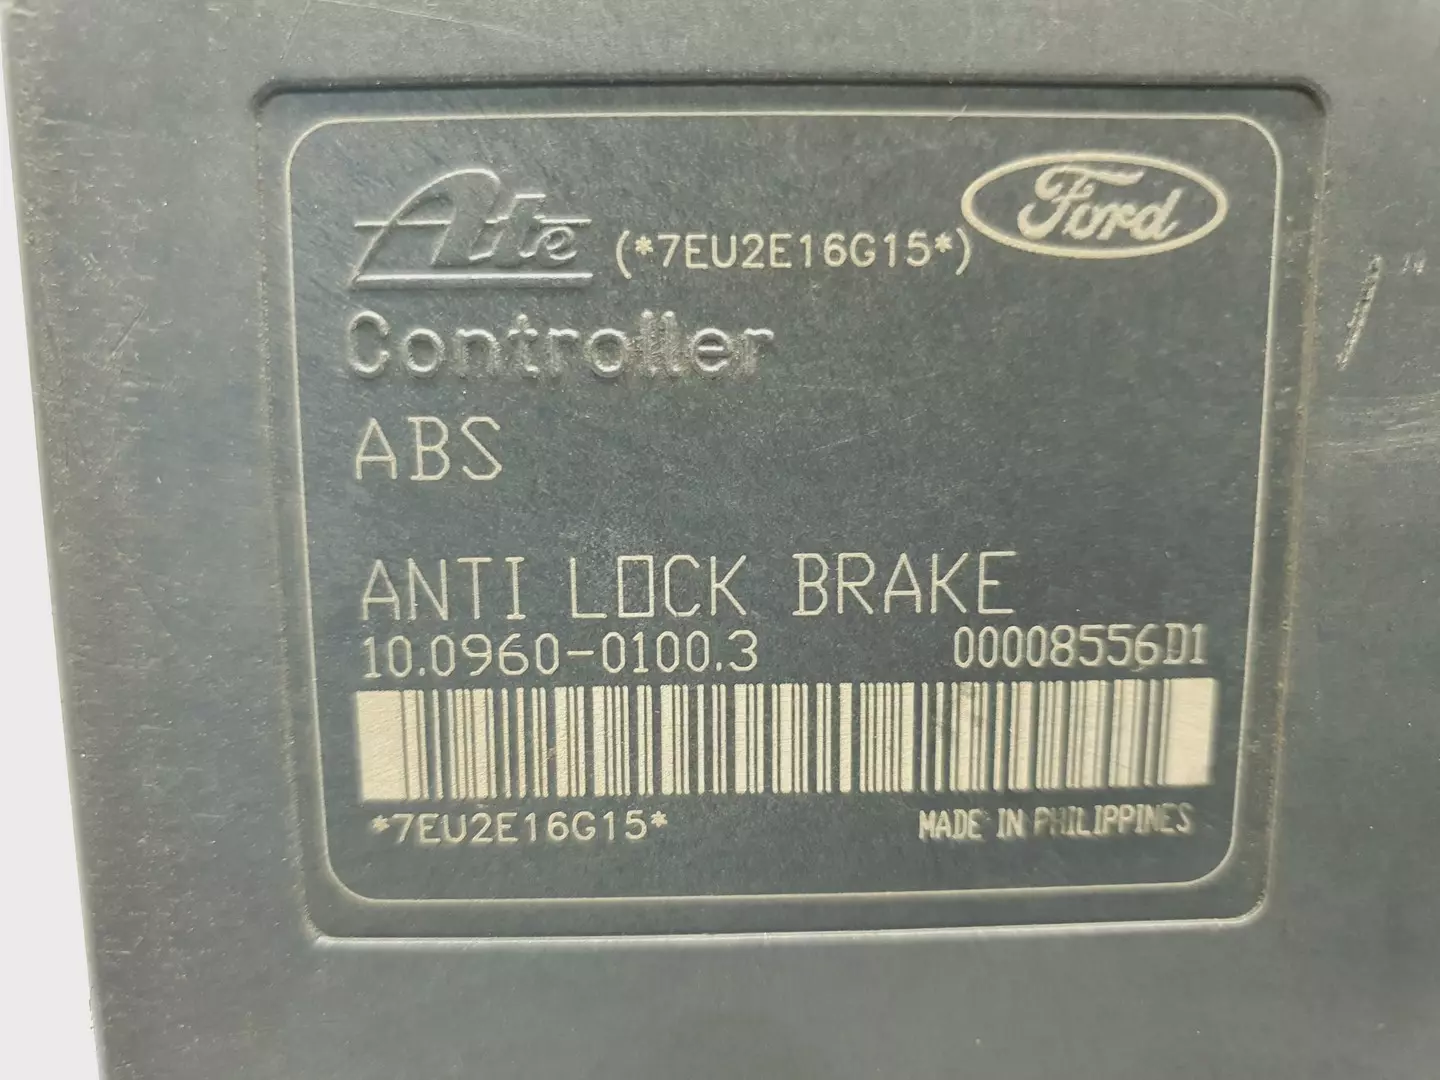 Ate (*7EU2E16G15*) Ford
Controller
ABS
ANTI LOCK BRAKE
10.0960-0100.3 00008556D1
*7EU2E16G15* MADE IN PHILIPPINES